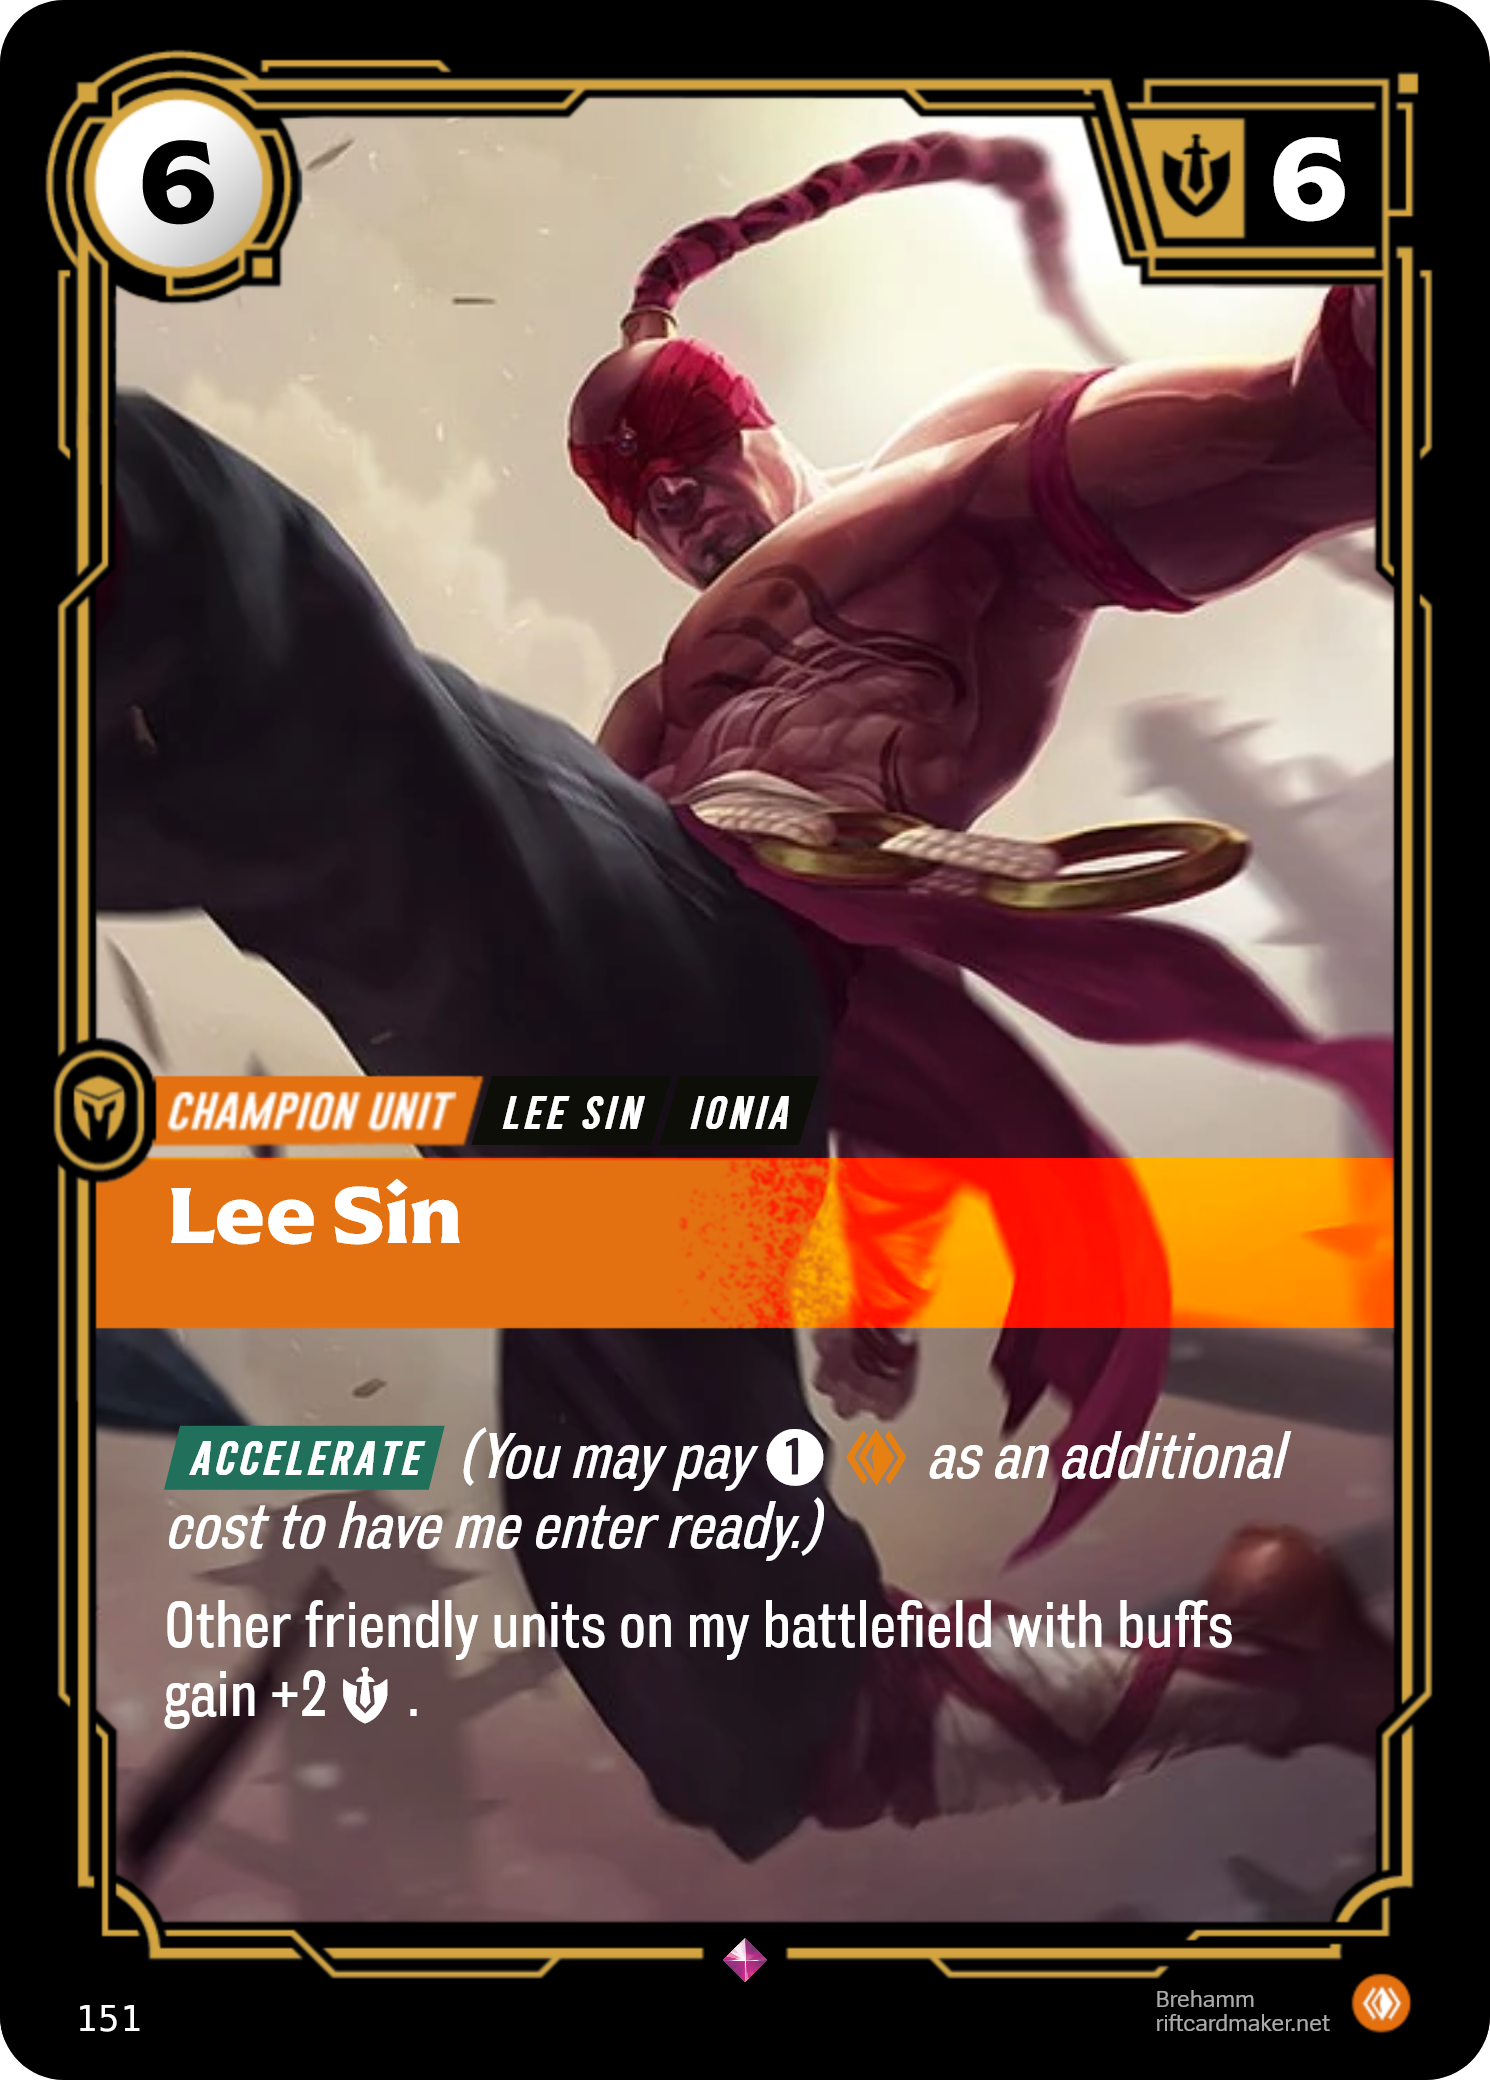 6
6
CHAMPION UNIT LEE SIN IONIA
Lee Sin
ACCELERATE (You may pay 1 as an additional
cost to have me enter ready.)
Other friendly units on my battlefield with buffs
gain +2 .
151
Brehamm
riftcardmaker.net